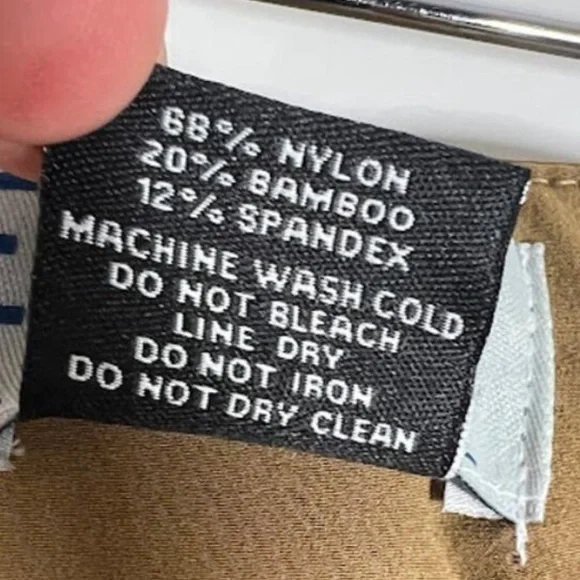 68% NYLON
20% BAMBOO
12% SPANDEX
MACHINE WASH COLD
DO NOT BLEACH
LINE DRY
DO NOT IRON
DO NOT DRY CLEAN